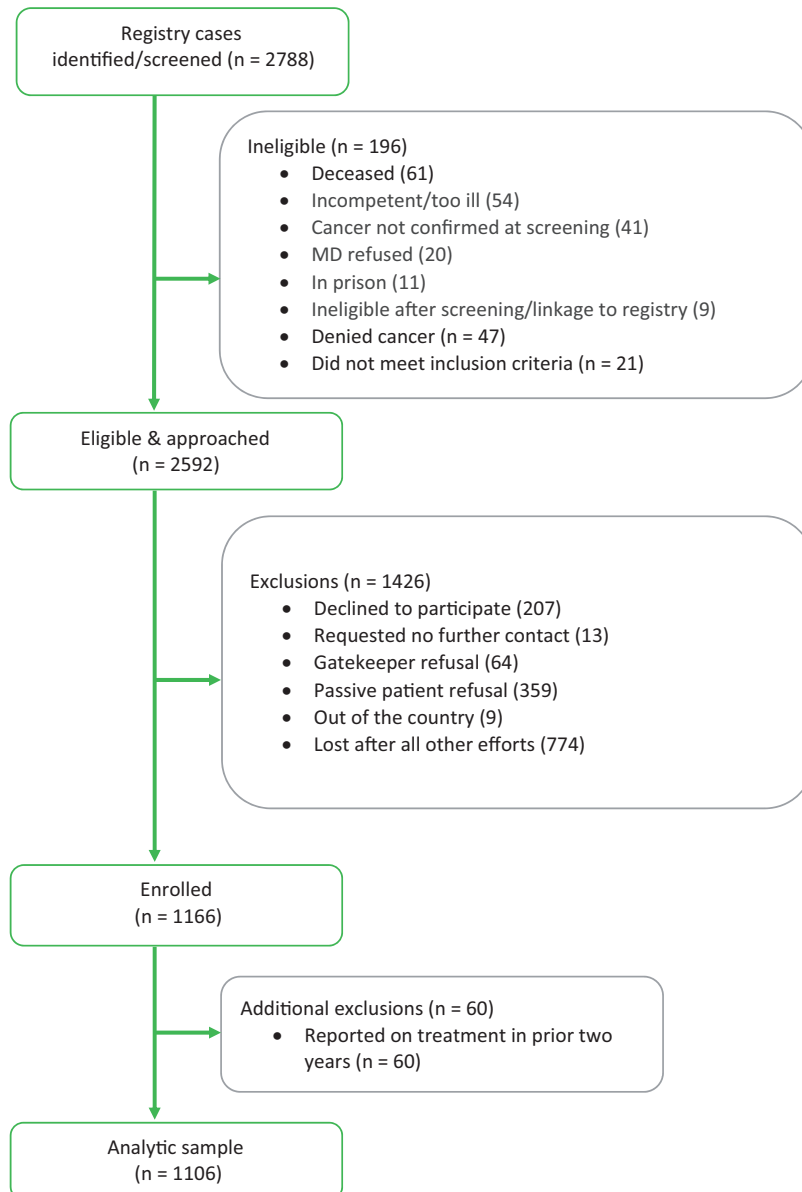 Registry cases
identified/screened (n = 2788)
Ineligible (n = 196)
• Deceased (61)
• Incompetent/too ill (54)
• Cancer not confirmed at screening (41)
• MD refused (20)
• In prison (11)
• Ineligible after screening/linkage to registry (9)
• Denied cancer (n = 47)
• Did not meet inclusion criteria (n = 21)
Eligible & approached
(n = 2592)
Exclusions (n = 1426)
• Declined to participate (207)
• Requested no further contact (13)
• Gatekeeper refusal (64)
• Passive patient refusal (359)
• Out of the country (9)
• Lost after all other efforts (774)
Enrolled
(n = 1166)
Additional exclusions (n = 60)
• Reported on treatment in prior two
years (n = 60)
Analytic sample
(n = 1106)